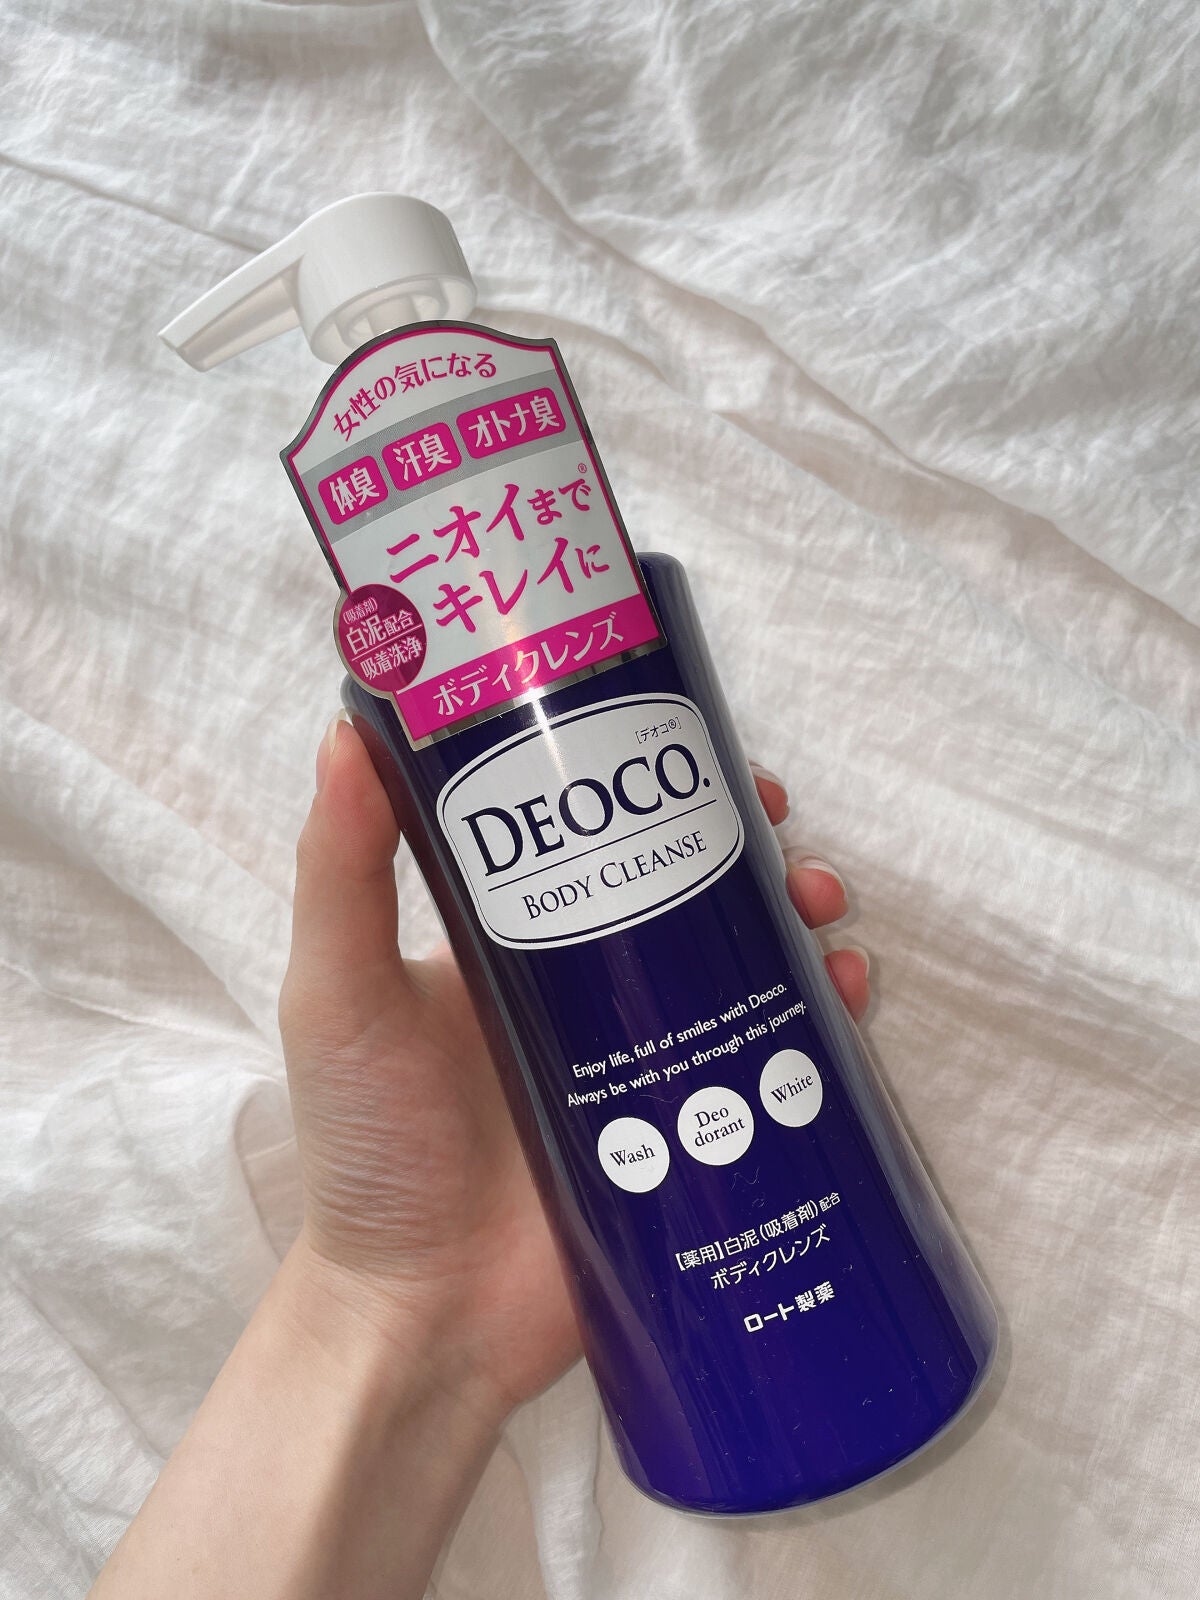 女性の気になる
体臭 汗臭 オトナ臭
ニオイまで®
キレイに
(吸着剤)
白泥配合
吸着洗浄
ボディクレンズ
[デオコ®]
DEOCO.
BODY CLEANSE
Enjoy life, full of smiles with Deoco.
Always be with you through this journey.
Wash
Deo
dorant
White
【薬用】白泥(吸着剤)配合
ボディクレンズ
ロート製薬